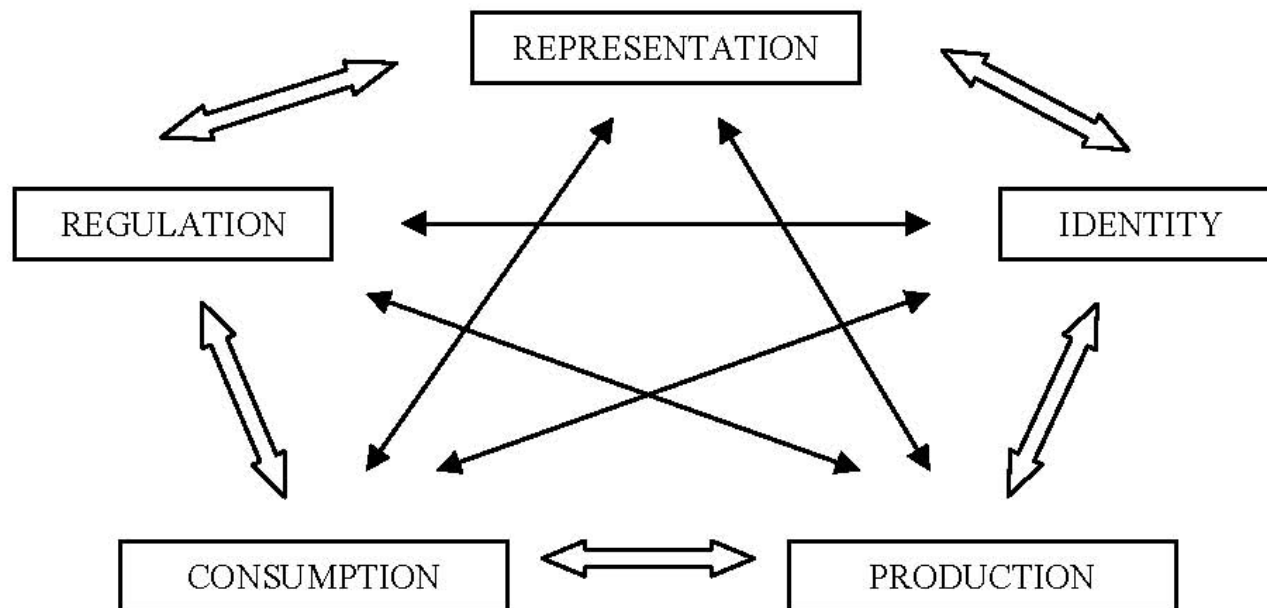 REPRESENTATION
REGULATION
IDENTITY
CONSUMPTION
PRODUCTION